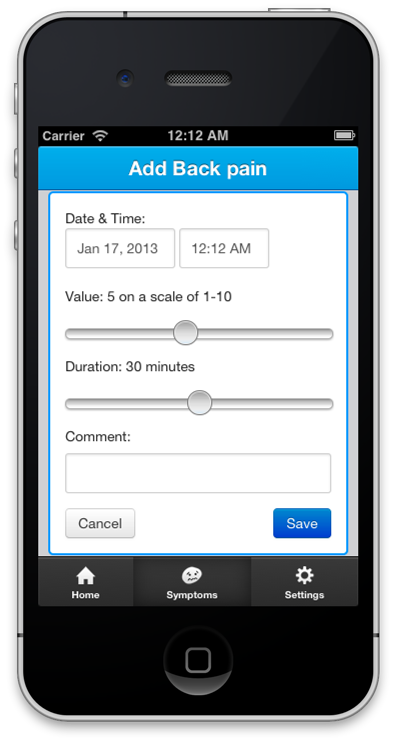 Carrier 12:12 AM
Add Back pain
Date & Time:
Jan 17, 2013 12:12 AM
Value: 5 on a scale of 1-10
Duration: 30 minutes
Comment:
Cancel Save
Home Symptoms Settings